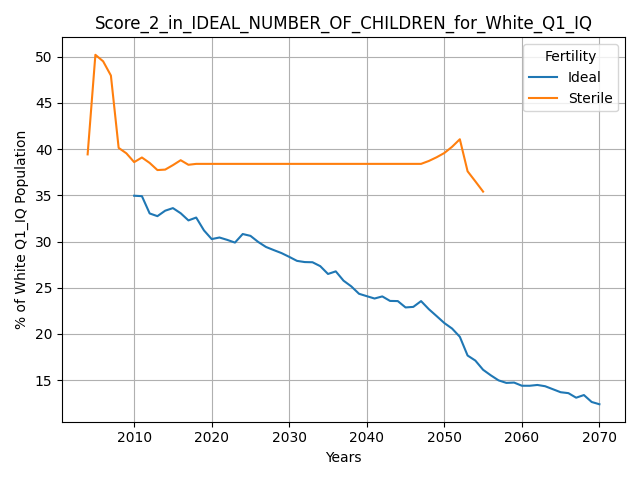 Score_2_in_IDEAL_NUMBER_OF_CHILDREN_for_White_Q1_IQ
% of White Q1_IQ Population
50
45
40
35
30
25
20
15
Fertility
Ideal
Sterile
2010 2020 2030 2040 2050 2060 2070
Years